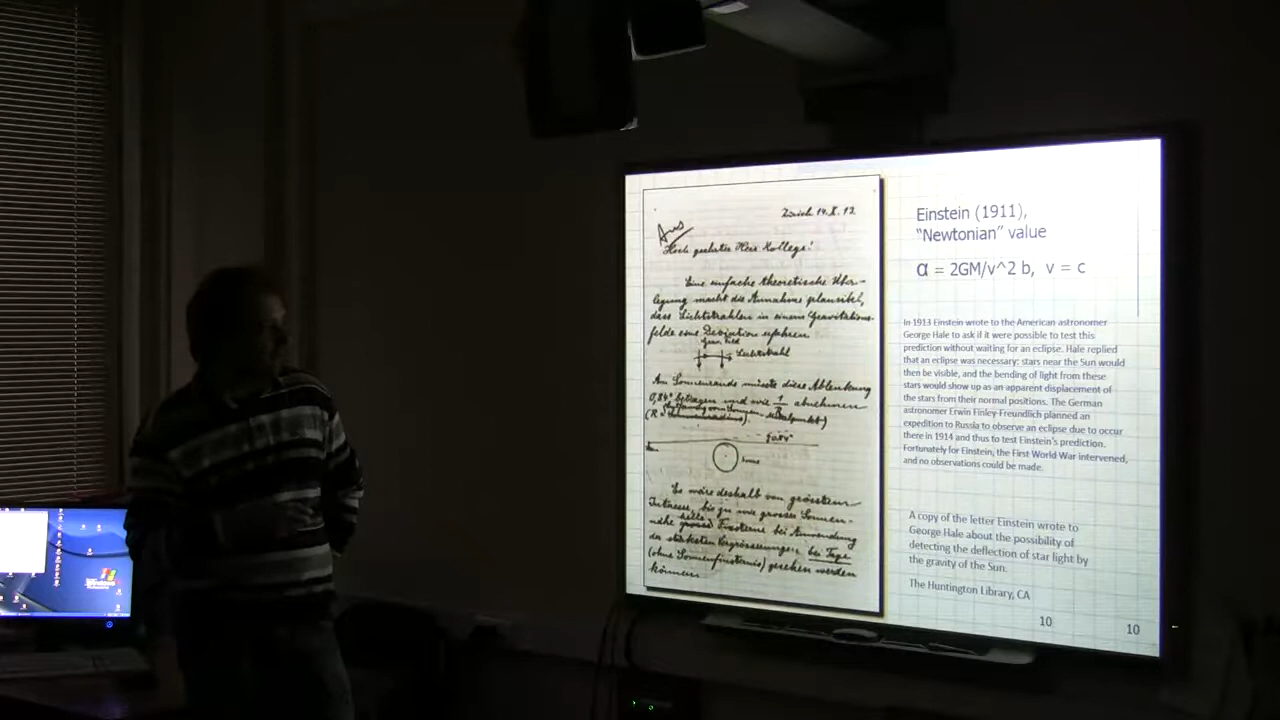 Zürich 14. X. 13.
Hoch geehrter Herr Kollege!
Eine einfache theoretische Über-
legung macht die Annahme plausibel,
dass Lichtstrahlen in einem Gravitations-
felde eine Deviation erfahren.
Grav. Feld
Lichtstrahl
Am Sonnenrande müsste diese Ablenkung
0,84" betragen und wie 1 abnehmen
R
(R =
0.84"
Sonne
Es wäre deshalb von grösstem
Interesse, bis zu wie grosser Sonnen-
nähe helle Fixsterne bei Anwendung
der stärksten Vergrösserungen bei Tage
(ohne Sonnenfinsternis) gesehen werden
können.
Einstein (1911),
"Newtonian" value
α = 2GM/v^2 b, v = c
In 1913 Einstein wrote to the American astronomer
George Hale to ask if it were possible to test this
prediction without waiting for an eclipse. Hale replied
that an eclipse was necessary: stars near the Sun would
then be visible, and the bending of light from these
stars would show up as an apparent displacement of
the stars from their normal positions. The German
astronomer Erwin Finley-Freundlich planned an
expedition to Russia to observe an eclipse due to occur
there in 1914 and thus to test Einstein's prediction.
Fortunately for Einstein, the First World War intervened,
and no observations could be made.
A copy of the letter Einstein wrote to
George Hale about the possibility of
detecting the deflection of star light by
the gravity of the Sun.
The Huntington Library, CA
10
10
Windows